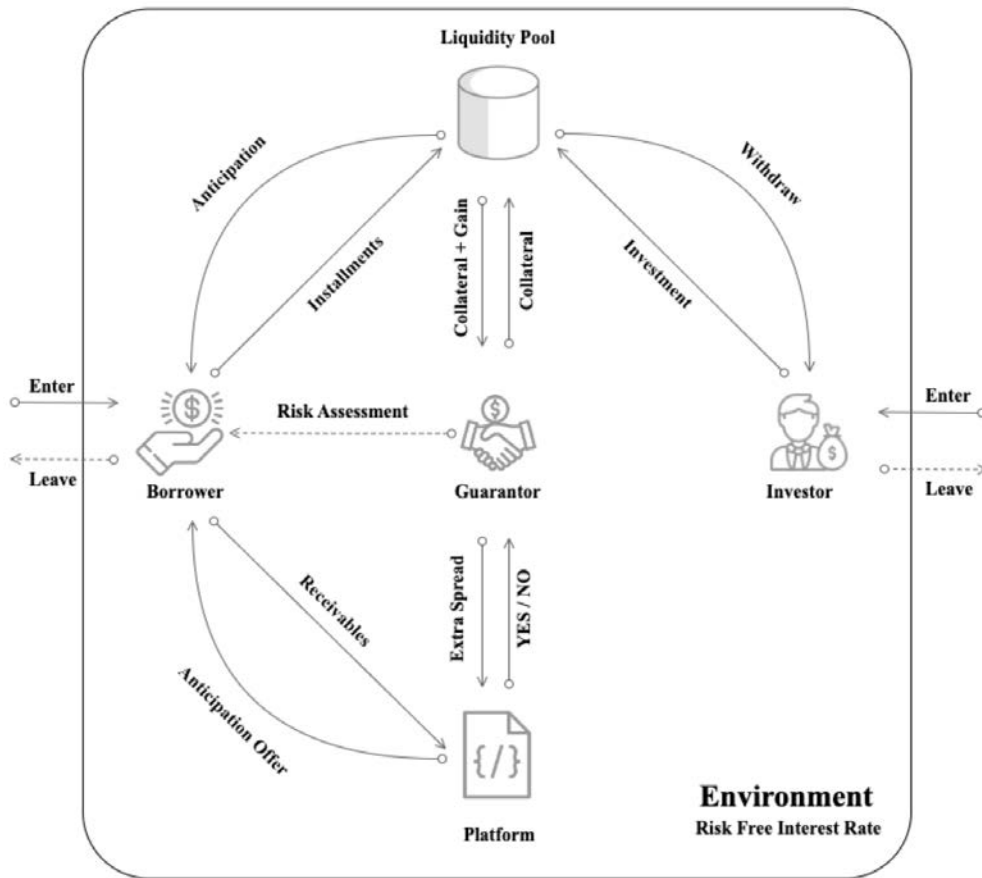 Liquidity Pool
Anticipation
Withdraw
Installments
Collateral + Gain
Collateral
Investment
Enter
Risk Assessment
$
$
$
Enter
Leave
Borrower
Guarantor
Investor
Leave
Receivables
Extra Spread
YES / NO
Anticipation Offer
{/}
Environment
Risk Free Interest Rate
Platform